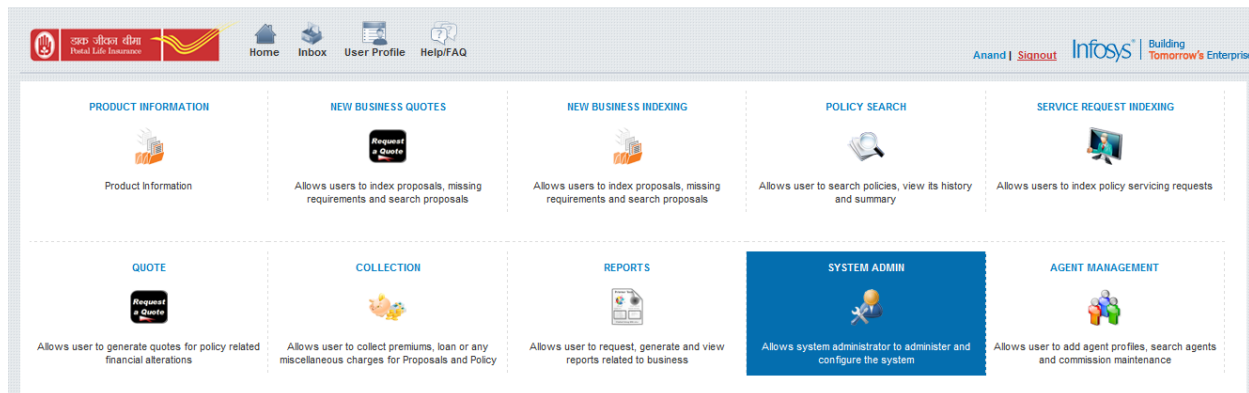 डाक जीवन बीमा
Postal Life Insurance
Home Inbox User Profile Help/FAQ
Anand | Signout
Infosys® | Building
Tomorrow's Enterprise
PRODUCT INFORMATION
Product Information
NEW BUSINESS QUOTES
Request
a Quote
Allows users to index proposals, missing
requirements and search proposals
NEW BUSINESS INDEXING
Allows users to index proposals, missing
requirements and search proposals
POLICY SEARCH
Allows user to search policies, view its history
and summary
SERVICE REQUEST INDEXING
Allows users to index policy servicing requests
QUOTE
Request
a Quote
Allows user to generate quotes for policy related
financial alterations
COLLECTION
Allows user to collect premiums, loan or any
miscellaneous charges for Proposals and Policy
REPORTS
Allows user to request, generate and view
reports related to business
SYSTEM ADMIN
Allows system administrator to administer and
configure the system
AGENT MANAGEMENT
Allows user to add agent profiles, search agents
and commission maintenance